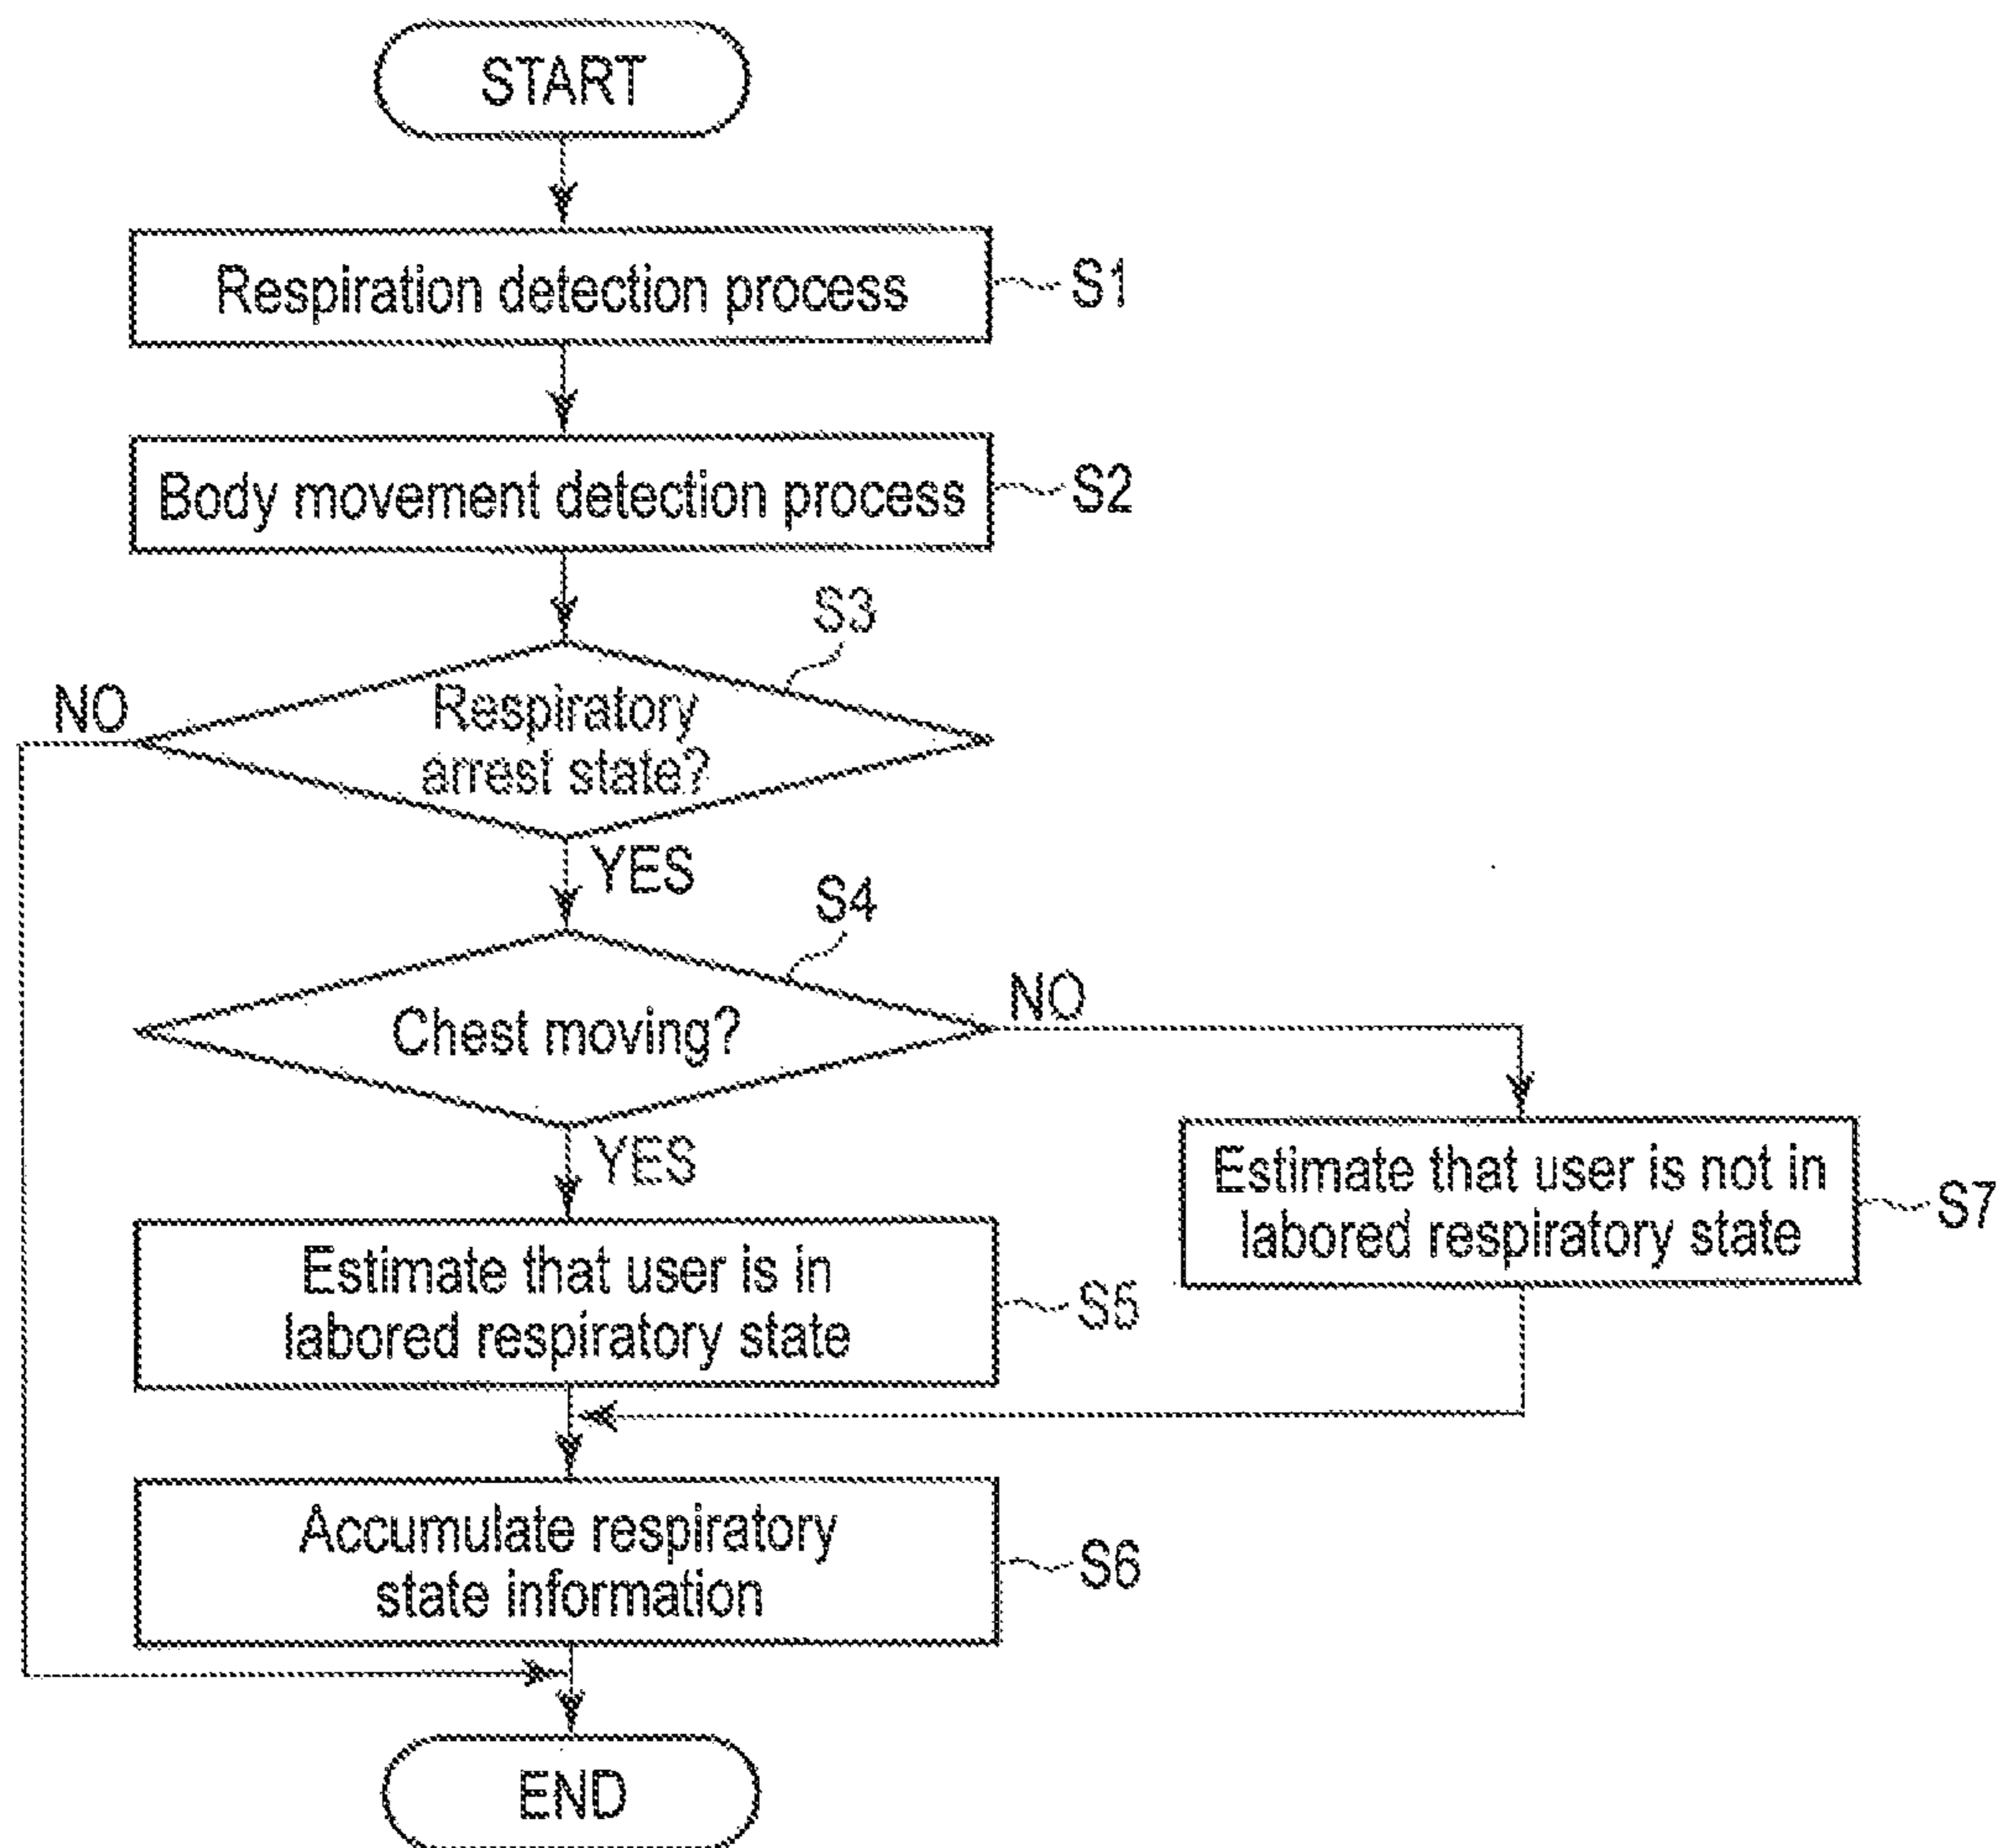 START
Respiration detection process
S1
Body movement detection process
S2
S3
NO
Respiratory
arrest state?
YES
S4
Chest moving?
NO
YES
Estimate that user is not in
labored respiratory state
S7
Estimate that user is in
labored respiratory state
S5
Accumulate respiratory
state information
S6
END